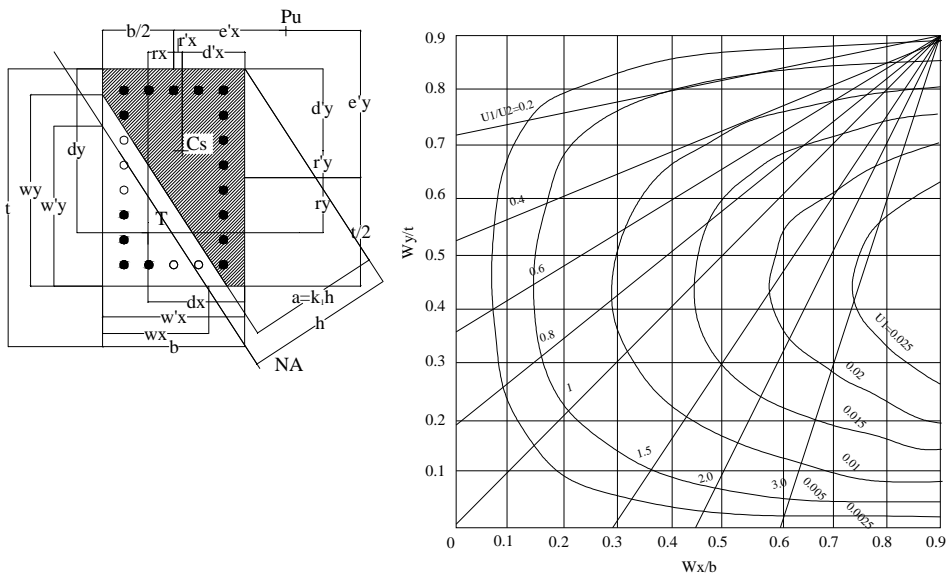 Pu
b/2
e'x
r'x
rx
d'x
d'y
e'y
Cs
dy
r'y
wy
w'y
t
ry
T
t/2
dx
a=k1h
w'x
h
wx
b
NA
0.9
0.8
0.7
0.6
0.5
0.4
0.3
0.2
0.1
Wy/t
U1/U2=0.2
0.4
0.6
0.8
1
1.5
2.0
3.0
U1=0.025
0.02
0.015
0.01
0.005
0.0025
0 0.1 0.2 0.3 0.4 0.5 0.6 0.7 0.8 0.9
Wx/b